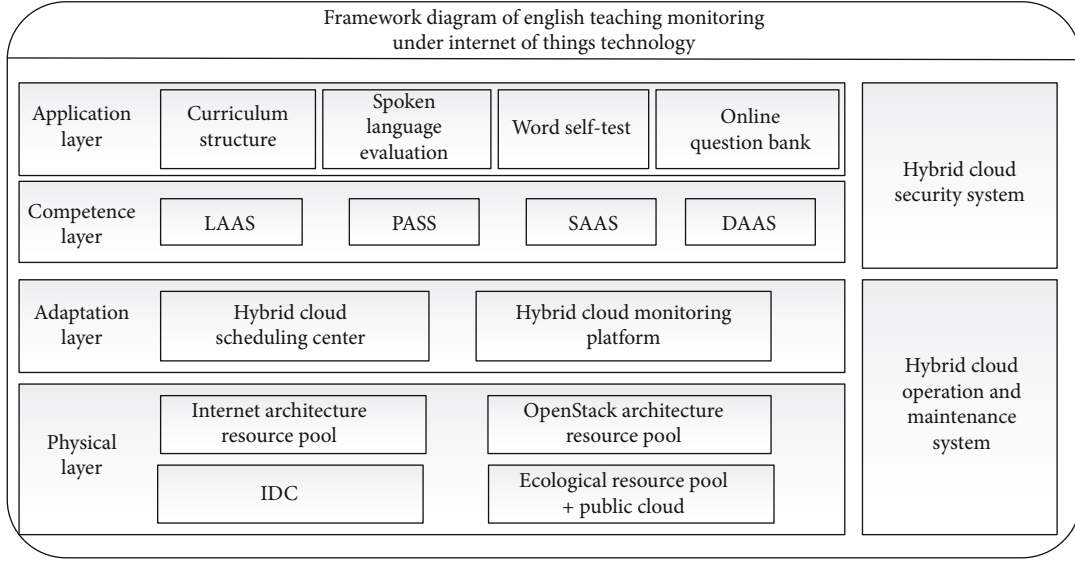 Framework diagram of english teaching monitoring
under internet of things technology
Application
layer
Curriculum
structure
Spoken
language
evaluation
Word self-test
Online
question bank
Competence
layer
LAAS
PASS
SAAS
DAAS
Adaptation
layer
Hybrid cloud
scheduling center
Hybrid cloud monitoring
platform
Physical
layer
Internet architecture
resource pool
OpenStack architecture
resource pool
IDC
Ecological resource pool
+ public cloud
Hybrid cloud
security system
Hybrid cloud
operation and
maintenance
system